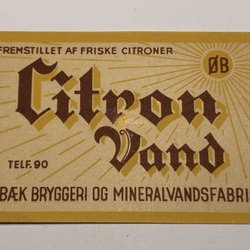 FREMSTILLET AF FRISKE CITRONER
ØB
Citron
Vand
TELF. 90
BÆK BRYGGERI OG MINERALVANDSFABRI